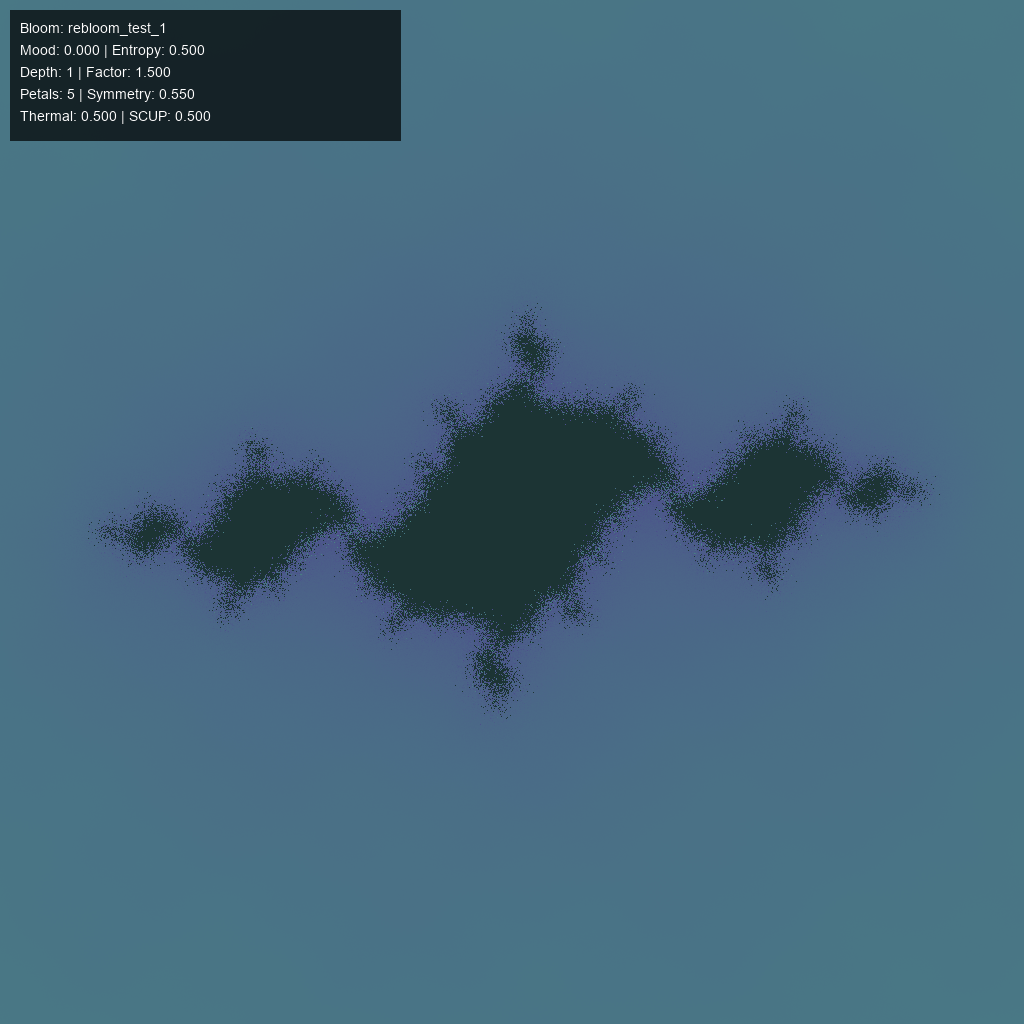 Bloom: rebloom_test_1
Mood: 0.000 | Entropy: 0.500
Depth: 1 | Factor: 1.500
Petals: 5 | Symmetry: 0.550
Thermal: 0.500 | SCUP: 0.500